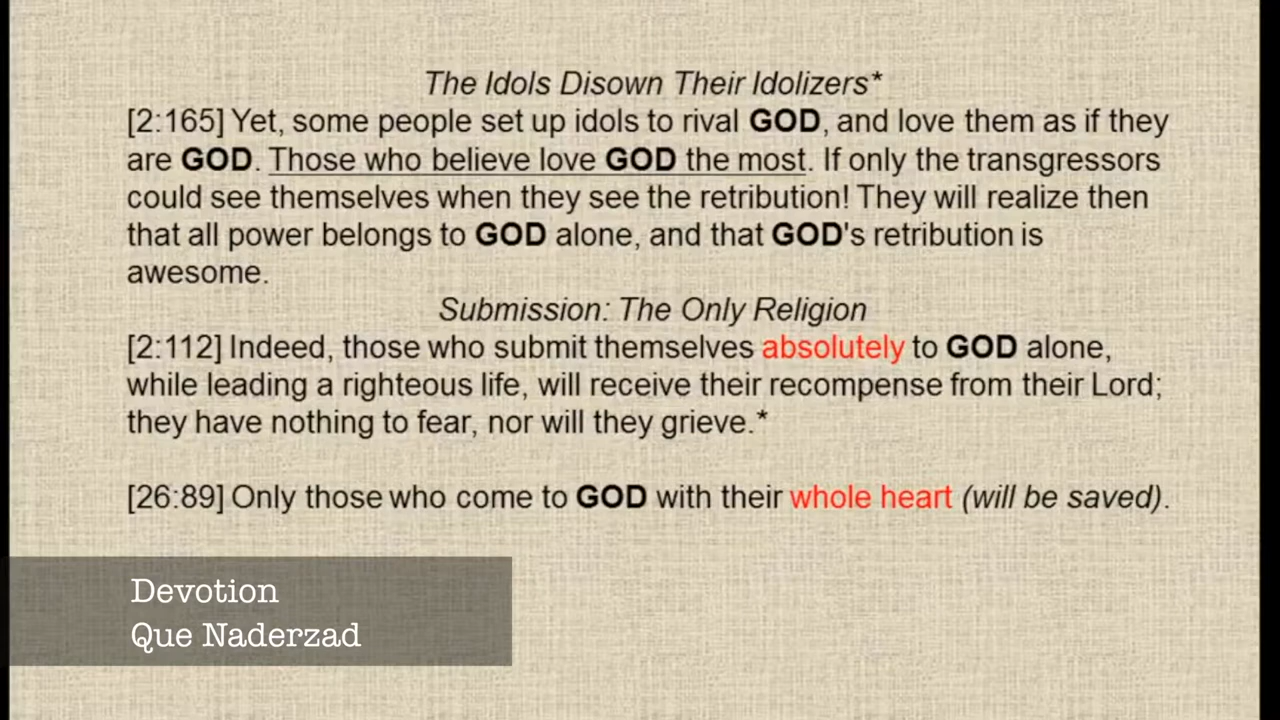 The Idols Disown Their Idolizers*
[2:165] Yet, some people set up idols to rival GOD, and love them as if they
are GOD. Those who believe love GOD the most. If only the transgressors
could see themselves when they see the retribution! They will realize then
that all power belongs to GOD alone, and that GOD's retribution is
awesome.
Submission: The Only Religion
[2:112] Indeed, those who submit themselves absolutely to GOD alone,
while leading a righteous life, will receive their recompense from their Lord;
they have nothing to fear, nor will they grieve.*
[26:89] Only those who come to GOD with their whole heart (will be saved).
Devotion
Que Naderzad